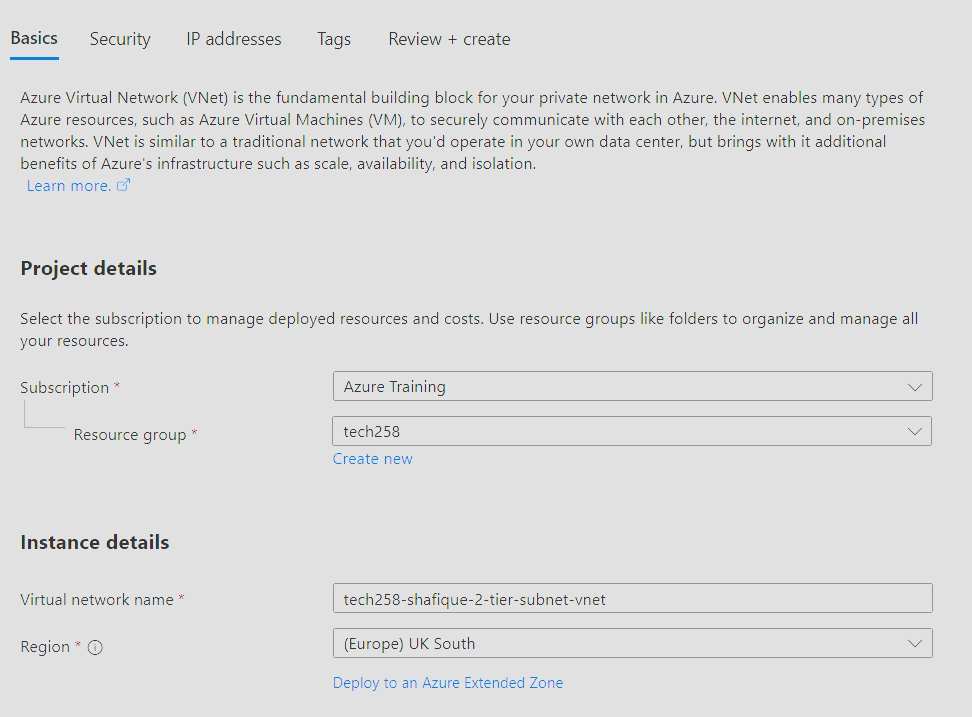 Basics Security IP addresses Tags Review + create
Azure Virtual Network (VNet) is the fundamental building block for your private network in Azure. VNet enables many types of
Azure resources, such as Azure Virtual Machines (VM), to securely communicate with each other, the internet, and on-premises
networks. VNet is similar to a traditional network that you'd operate in your own data center, but brings with it additional
benefits of Azure's infrastructure such as scale, availability, and isolation.
Learn more.
Project details
Select the subscription to manage deployed resources and costs. Use resource groups like folders to organize and manage all
your resources.
Subscription * Azure Training
Resource group * tech258
Create new
Instance details
Virtual network name * tech258-shafique-2-tier-subnet-vnet
Region * (Europe) UK South
Deploy to an Azure Extended Zone